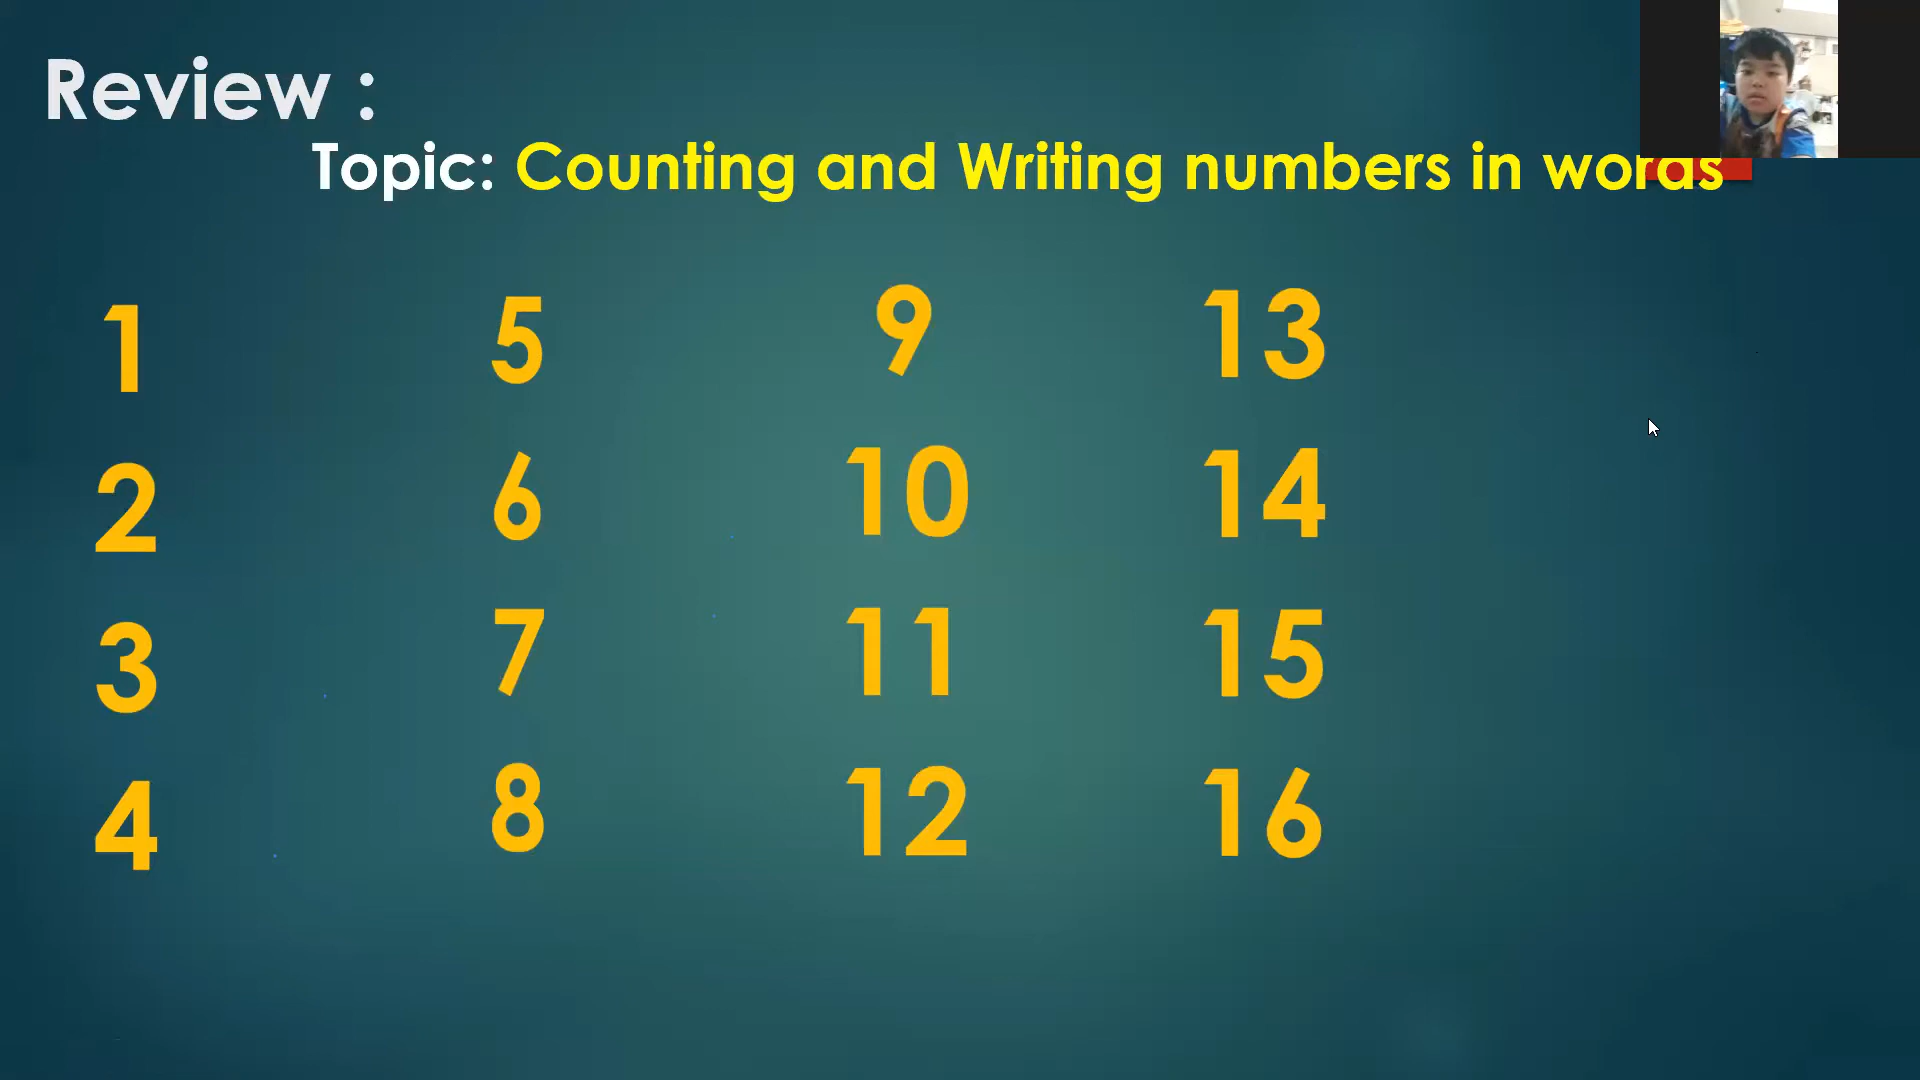 Review :
Topic: Counting and Writing numbers in words
1 5 9 13
2 6 10 14
3 7 11 15
4 8 12 16